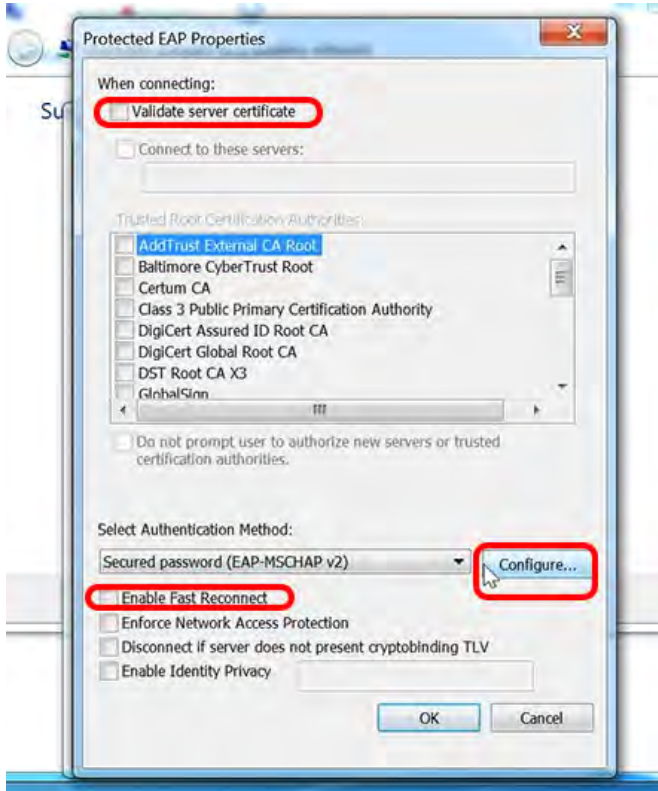 Protected EAP Properties
When connecting:
Su
Validate server certificate
Connect to these servers:
Trusted Root Certification Authorities:
AddTrust External CA Root
Baltimore CyberTrust Root
Certum CA
Class 3 Public Primary Certification Authority
DigiCert Assured ID Root CA
DigiCert Global Root CA
DST Root CA X3
GlobalSign
Do not prompt user to authorize new servers or trusted
certification authorities.
Select Authentication Method:
Secured password (EAP-MSCHAP v2)
Configure...
Enable Fast Reconnect
Enforce Network Access Protection
Disconnect if server does not present cryptobinding TLV
Enable Identity Privacy
OK
Cancel